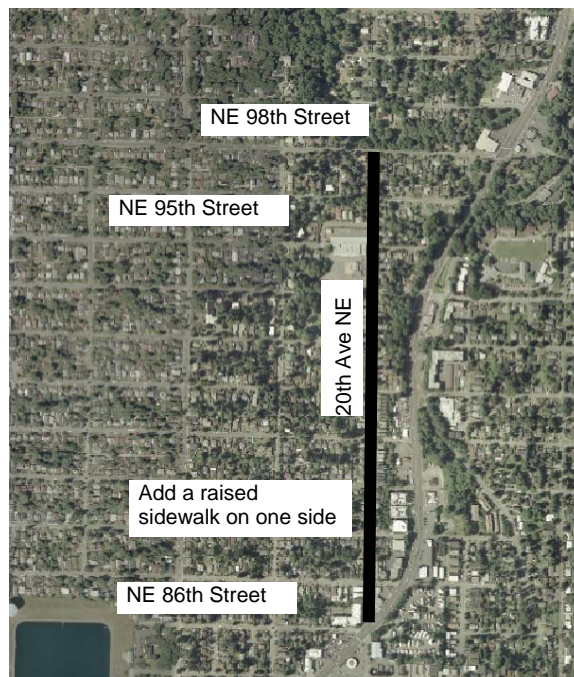 NE 98th Street
NE 95th Street
20th Ave NE
Add a raised
sidewalk on one side
NE 86th Street